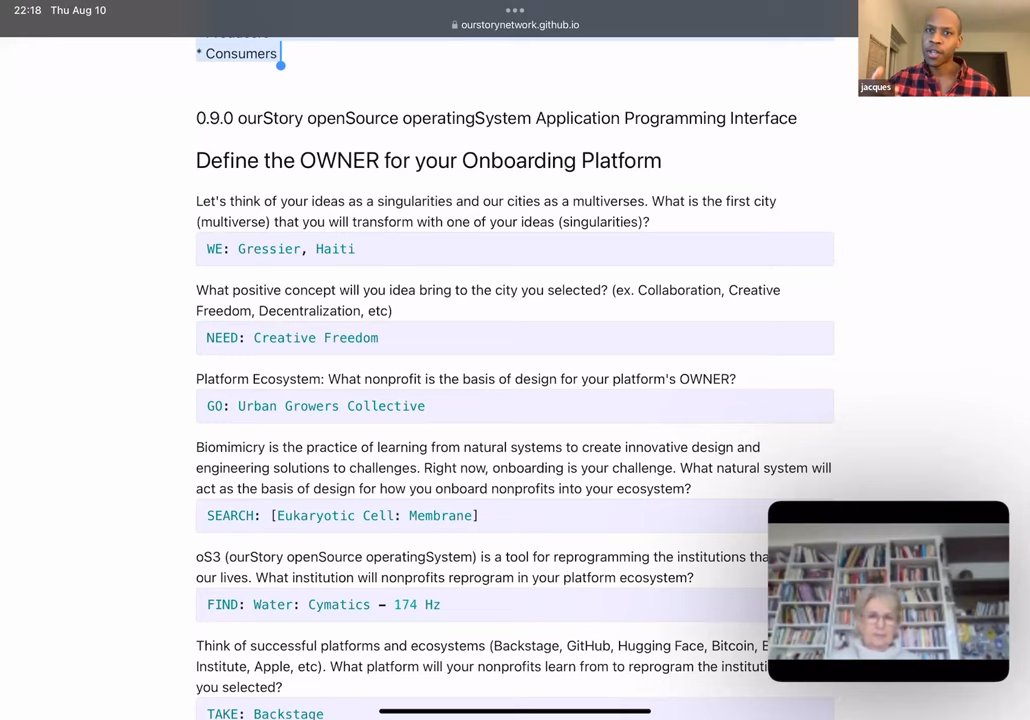 22:18 Thu Aug 10
ourstorynetwork.github.io
* Producers
* Consumers
jacques
0.9.0 ourStory openSource operatingSystem Application Programming Interface
Define the OWNER for your Onboarding Platform
Let's think of your ideas as a singularities and our cities as a multiverses. What is the first city
(multiverse) that you will transform with one of your ideas (singularities)?
WE: Gressier, Haiti
What positive concept will you idea bring to the city you selected? (ex. Collaboration, Creative
Freedom, Decentralization, etc)
NEED: Creative Freedom
Platform Ecosystem: What nonprofit is the basis of design for your platform's OWNER?
GO: Urban Growers Collective
Biomimicry is the practice of learning from natural systems to create innovative design and
engineering solutions to challenges. Right now, onboarding is your challenge. What natural system will
act as the basis of design for how you onboard nonprofits into your ecosystem?
SEARCH: [Eukaryotic Cell: Membrane]
oS3 (ourStory openSource operatingSystem) is a tool for reprogramming the institutions
our lives. What institution will nonprofits reprogram in your platform ecosystem?
FIND: Water: Cymatics – 174 Hz
Think of successful platforms and ecosystems (Backstage, GitHub, Hugging Face, Bitcoin,
Institute, Apple, etc). What platform will your nonprofits learn from to reprogram the
you selected?
TAKE: Backstage